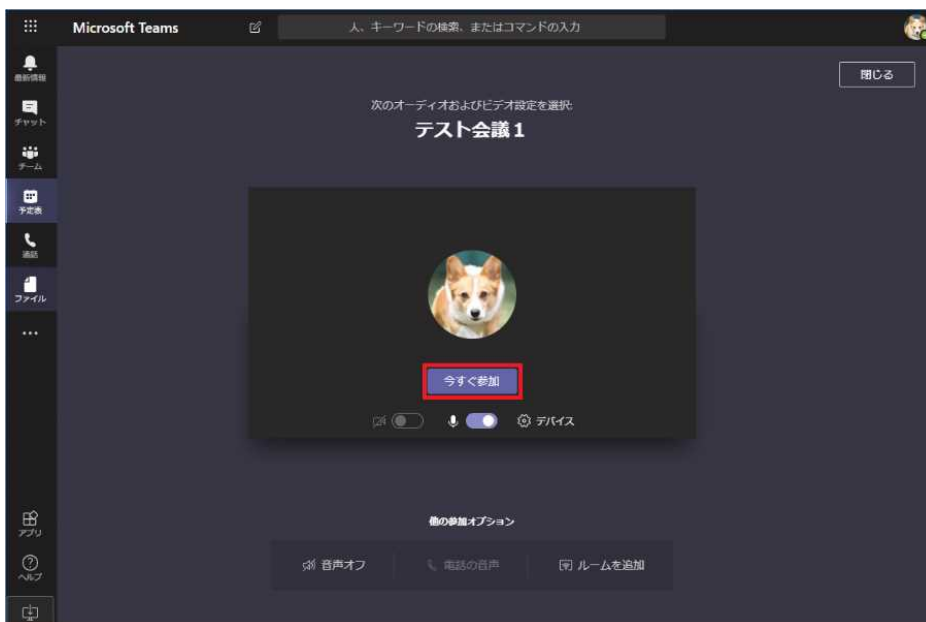 Microsoft Teams
人、キーワードの検索、またはコマンドの入力
最新情報
チャット
チーム
予定表
通話
ファイル
閉じる
次のオーディオおよびビデオ設定を選択:
テスト会議1
今すぐ参加
デバイス
他の参加オプション
音声オフ
電話の音声
ルームを追加
アプリ
ヘルプ